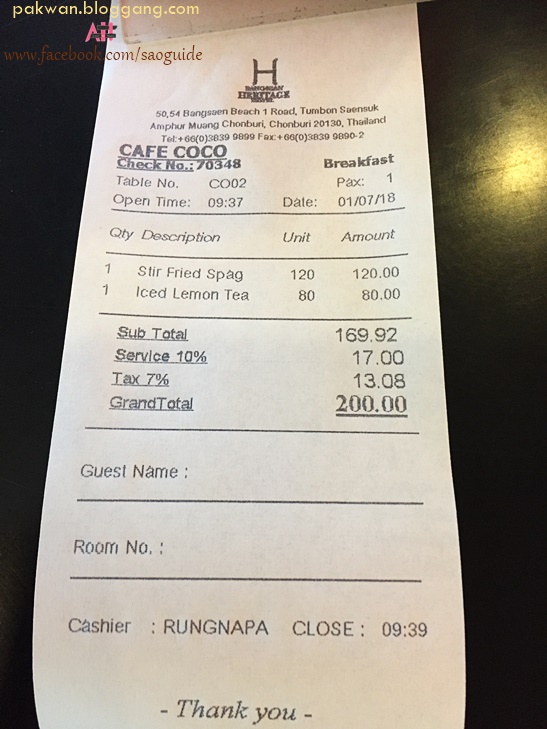 pakwan.bloggang.com
Art
www.facebook.com/saoguide
H
BANGSAEN
HERITAGE
HOTEL
50,54 Bangsaen Beach 1 Road, Tumbon Saensuk
Amphur Muang Chonburi, Chonburi 20130, Thailand
Tel:+66(0)3839 9899 Fax:+66(0)3839 9890-2
CAFE COCO
Check No.: 70348 Breakfast
Table No. CO02 Pax: 1
Open Time: 09:37 Date: 01/07/18
Qty Description Unit Amount
1 Stir Fried Spag 120 120.00
1 Iced Lemon Tea 80 80.00
Sub Total 169.92
Service 10% 17.00
Tax 7% 13.08
GrandTotal 200.00
Guest Name :
Room No. :
Cashier : RUNGNAPA CLOSE : 09:39
- Thank you -